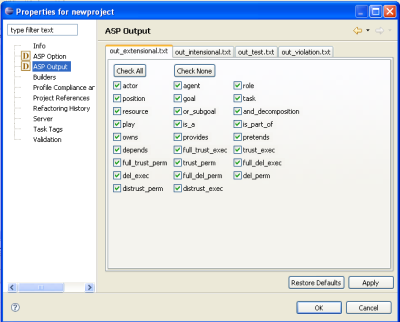 Properties for newproject
type filter text
ASP Output
Info
ASP Option
ASP Output
Builders
Profile Compliance ar
Project References
Refactoring History
Server
Task Tags
Validation
out_extensional.txt out_intensional.txt out_test.txt out_violation.txt
Check All Check None
actor agent role
position goal task
resource or_subgoal and_decomposition
play is_a is_part_of
owns provides pretends
depends full_trust_exec trust_exec
full_trust_perm trust_perm full_del_exec
del_exec full_del_perm del_perm
distrust_perm distrust_exec
Restore Defaults Apply
OK Cancel